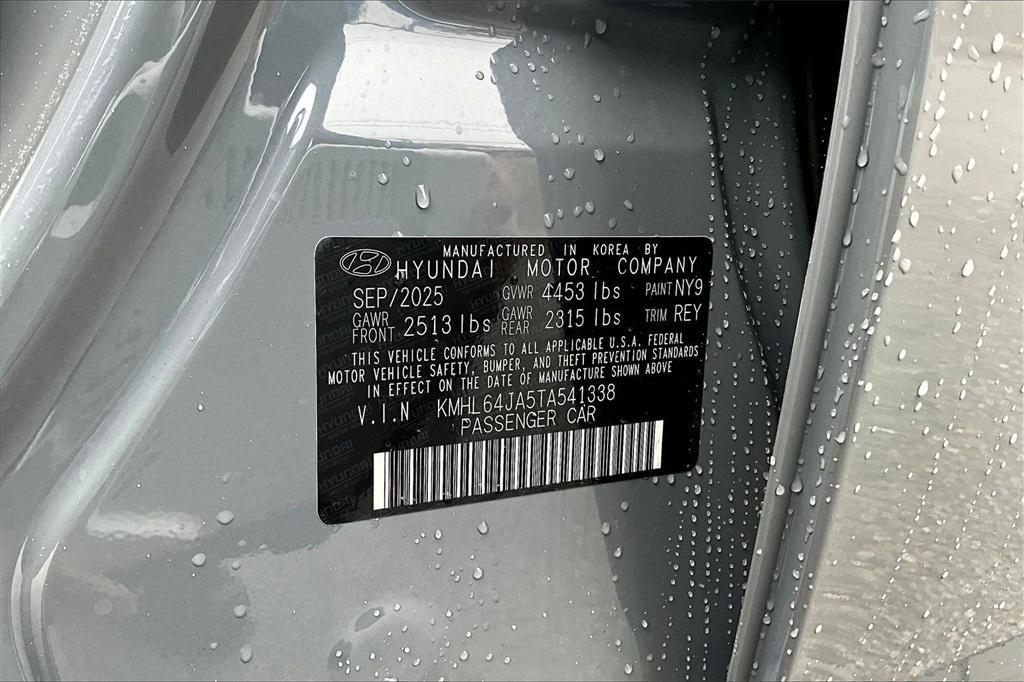 MANUFACTURED IN KOREA BY
HYUNDAI MOTOR COMPANY
SEP/2025 GVWR 4453 lbs PAINT NY9
GAWR FRONT 2513 lbs GAWR REAR 2315 lbs TRIM REY
THIS VEHICLE CONFORMS TO ALL APPLICABLE U.S.A. FEDERAL
MOTOR VEHICLE SAFETY, BUMPER, AND THEFT PREVENTION STANDARDS
IN EFFECT ON THE DATE OF MANUFACTURE SHOWN ABOVE
V.I.N KMHL64JA5TA541338
PASSENGER CAR